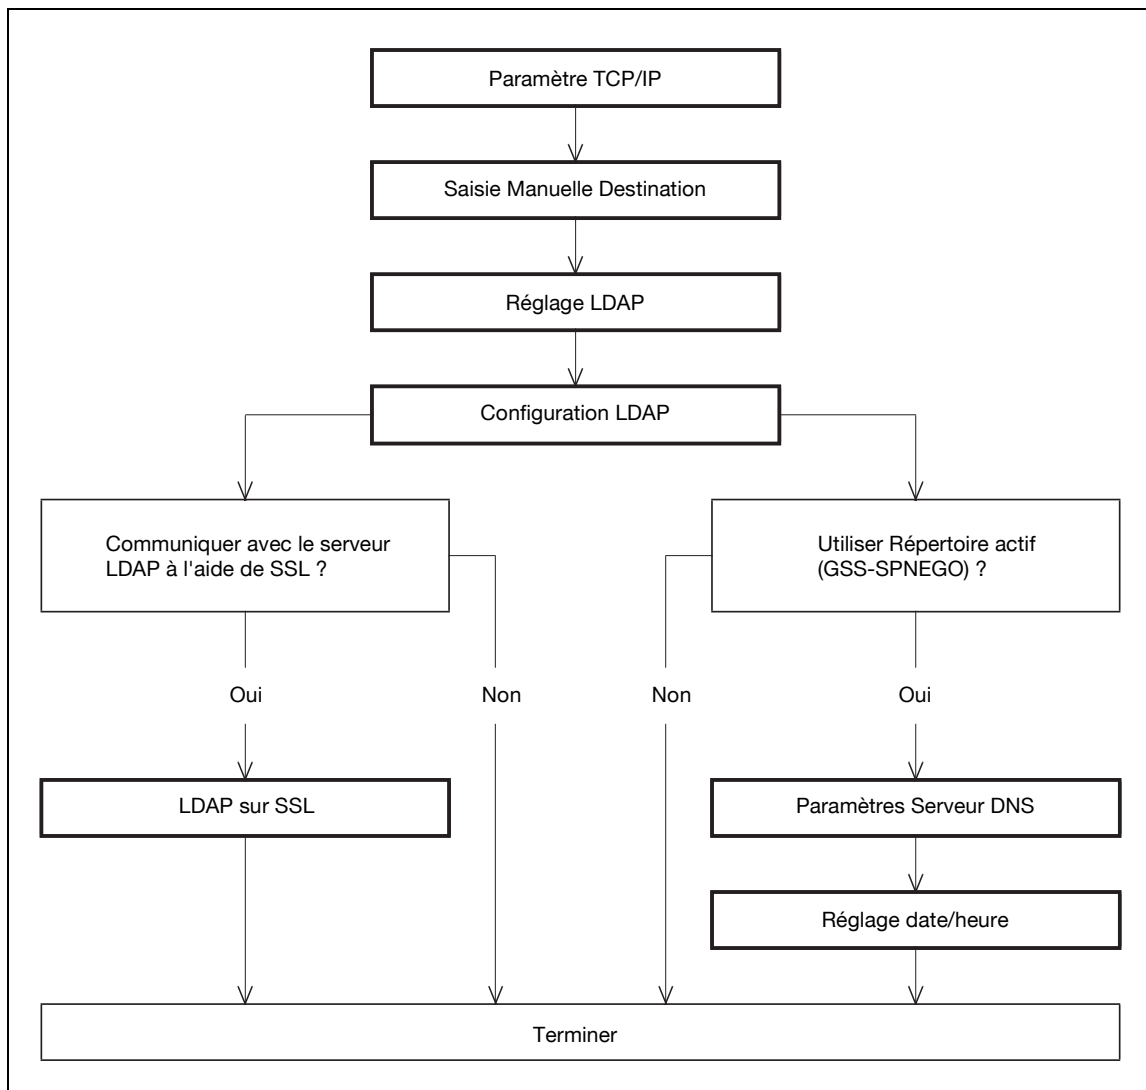 Paramètre TCP/IP
Saisie Manuelle Destination
Réglage LDAP
Configuration LDAP
Communiquer avec le serveur
LDAP à l'aide de SSL ?
Utiliser Répertoire actif
(GSS-SPNEGO) ?
Oui
Non
Non
Oui
LDAP sur SSL
Paramètres Serveur DNS
Réglage date/heure
Terminer